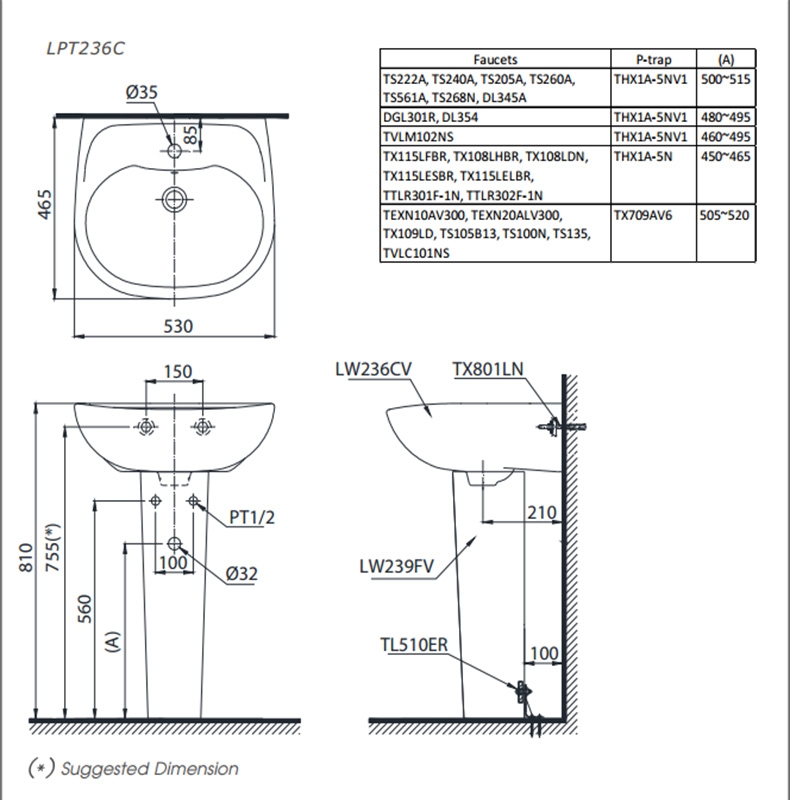 LPT236C
Faucets P-trap (A)
TS222A, TS240A, TS205A, TS260A, THX1A-5NV1 500~515
TS561A, TS268N, DL345A
DGL301R, DL354 THX1A-5NV1 480~495
TVLM102NS THX1A-5NV1 460~495
TX115LFBR, TX108LHBR, TX108LDN, THX1A-5N 450~465
TX115LESBR, TX115LELBR,
TTLR301F-1N, TTLR302F-1N
TEXN10AV300, TEXN20ALV300, TX709AV6 505~520
TX109LD, TS105B13, TS100N, TS135,
TVLC101NS
Ø35
85
465
530
150
LW236CV TX801LN
810
755(*)
560
(A)
PT1/2
100
Ø32
210
LW239FV
TL510ER
100
(*) Suggested Dimension